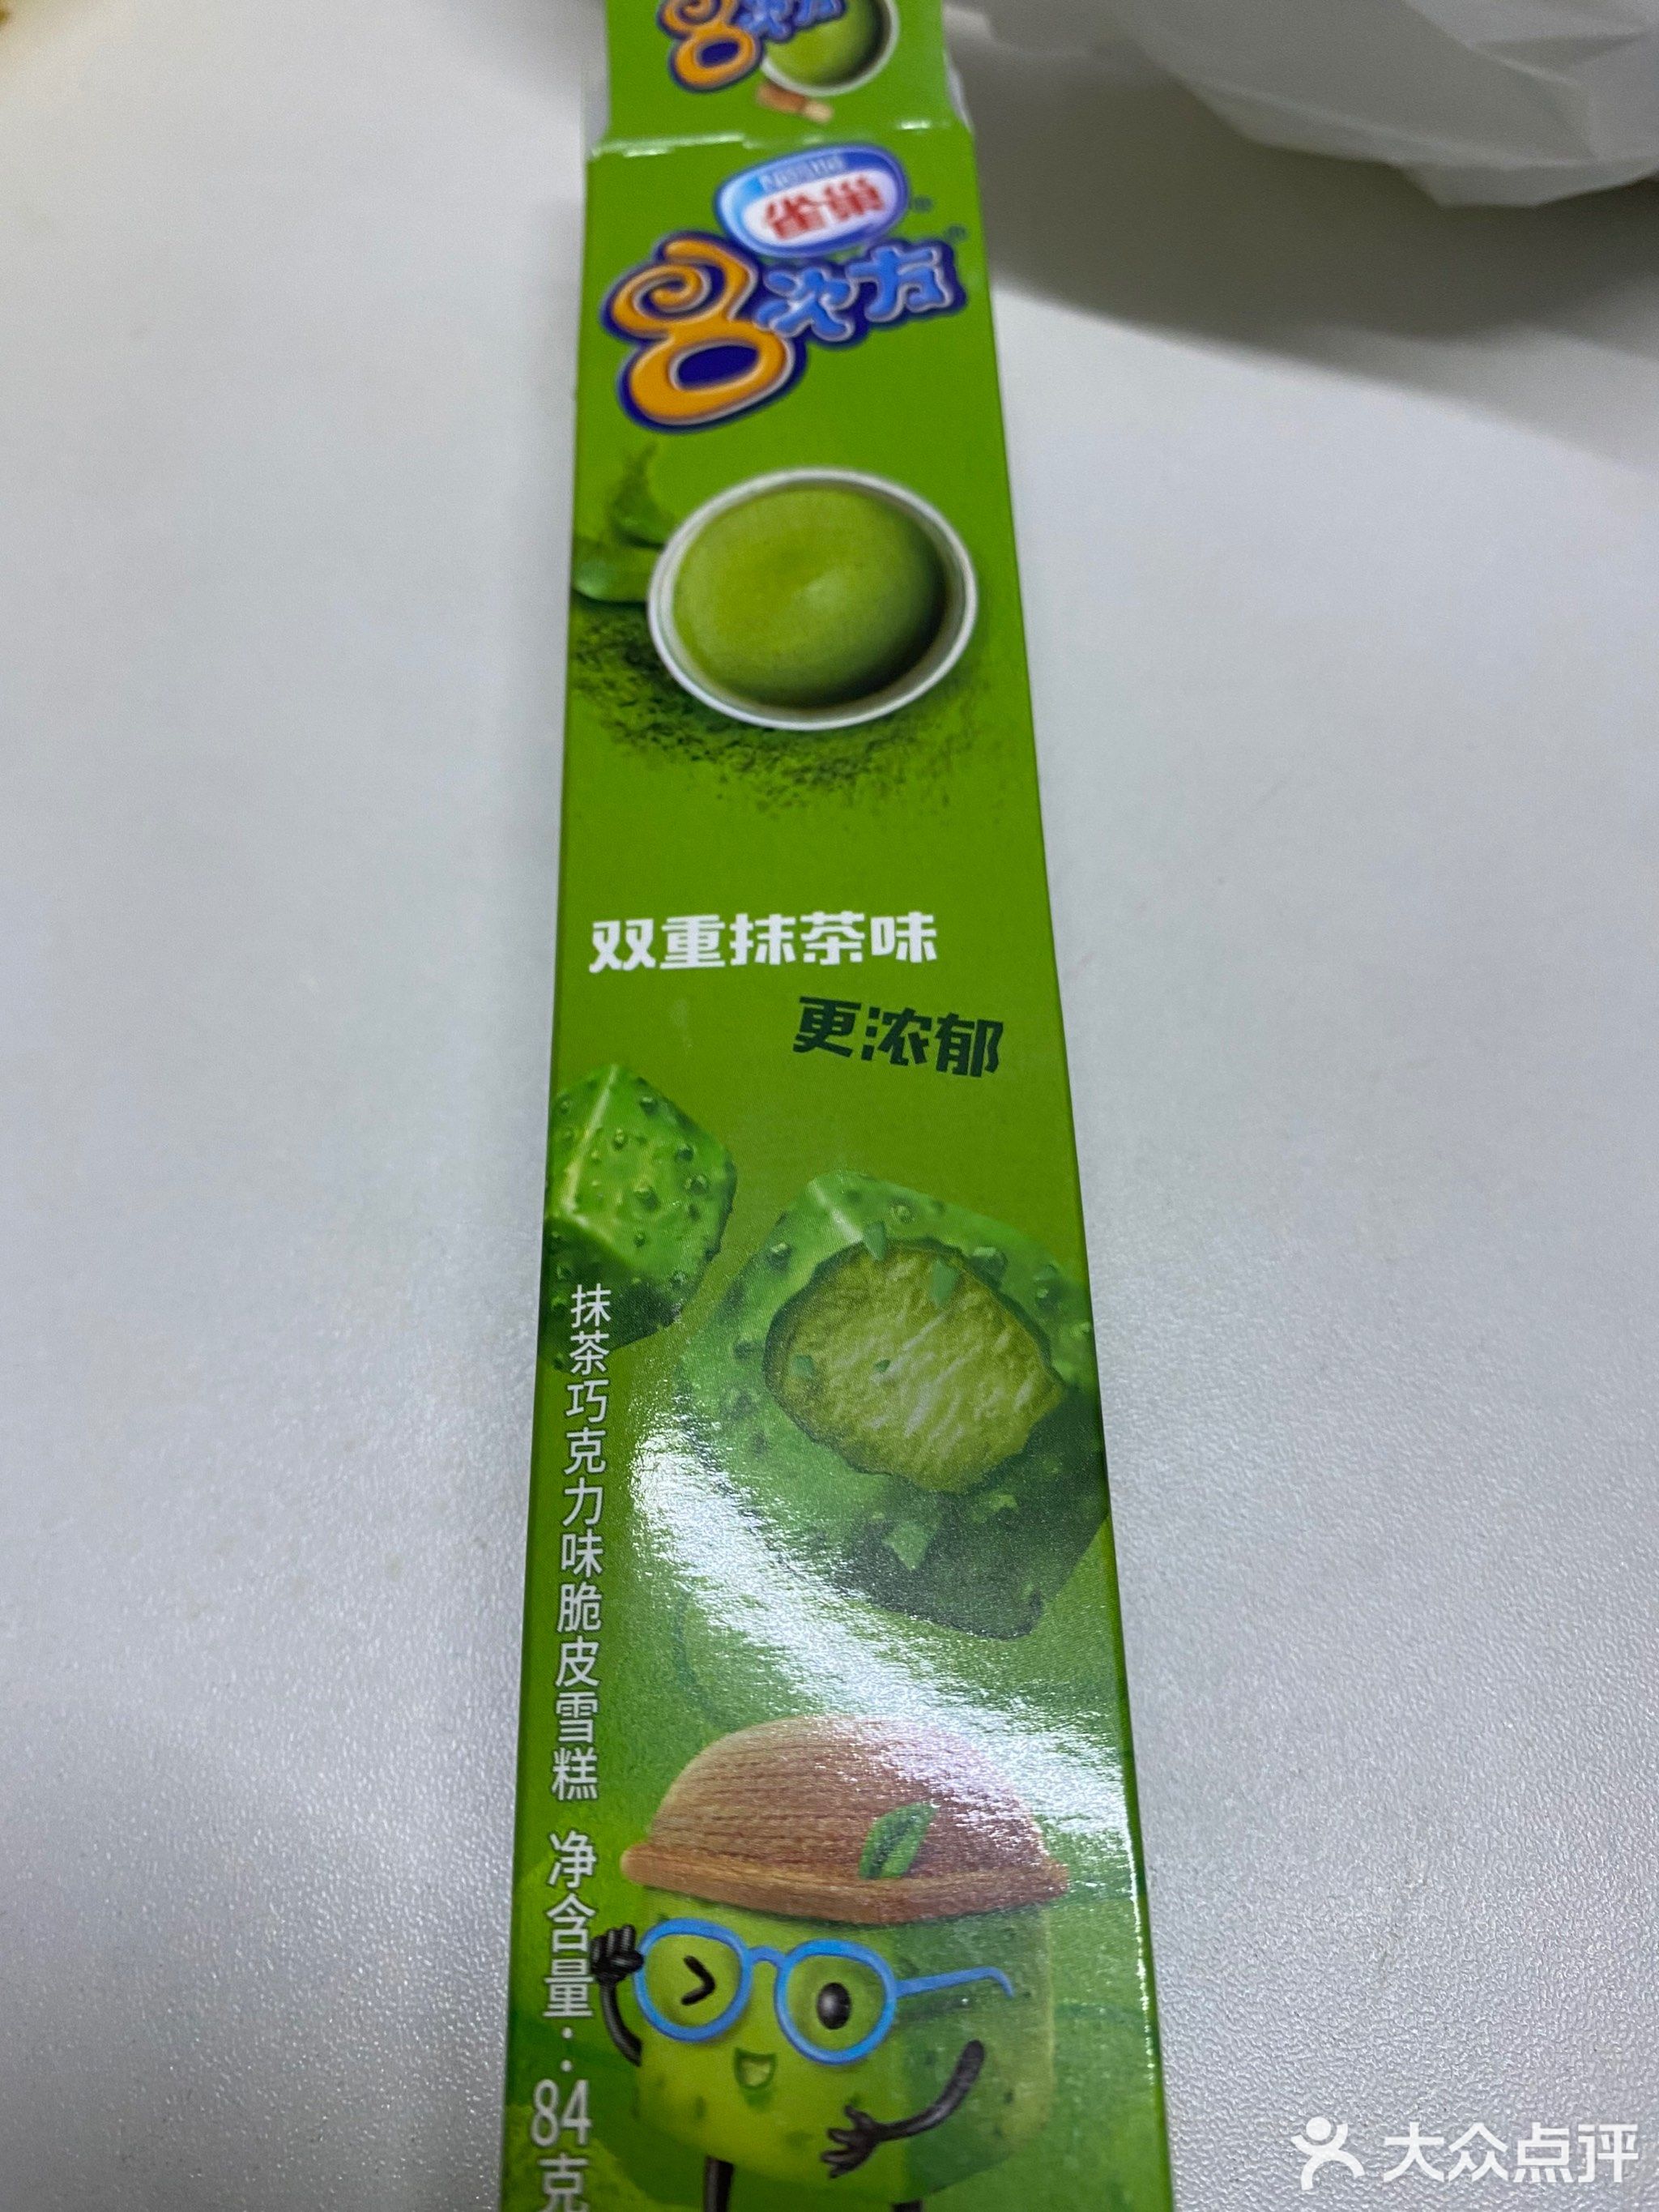 Nestlé
雀巢
8次方
双重抹茶味
更浓郁
抹茶巧克力味脆皮雪糕 净含量:84克
大众点评